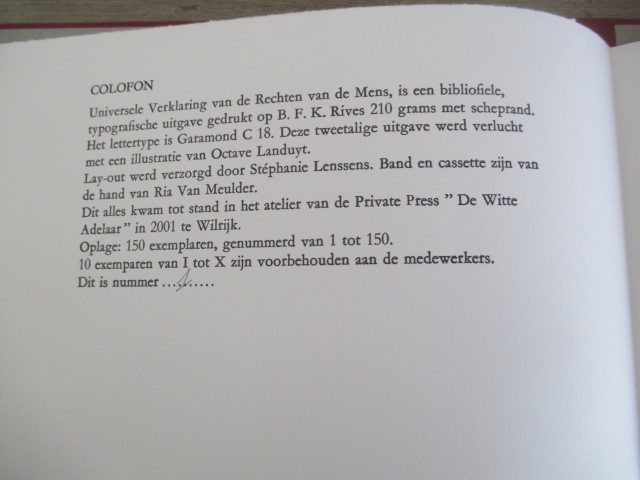 COLOFON
Universele Verklaring van de Rechten van de Mens, is een bibliofiele,
typografische uitgave gedrukt op B. F. K. Rives 210 grams met scheprand.
Het lettertype is Garamond C 18. Deze tweetalige uitgave werd verlucht
met een illustratie van Octave Landuyt.
Lay-out werd verzorgd door Stéphanie Lenssens. Band en cassette zijn van
de hand van Ria Van Meulder.
Dit alles kwam tot stand in het atelier van de Private Press ” De Witte
Adelaar” in 2001 te Wilrijk.
Oplage: 150 exemplaren, genummerd van 1 tot 150.
10 exemparen van I tot X zijn voorbehouden aan de medewerkers.
Dit is nummer .........